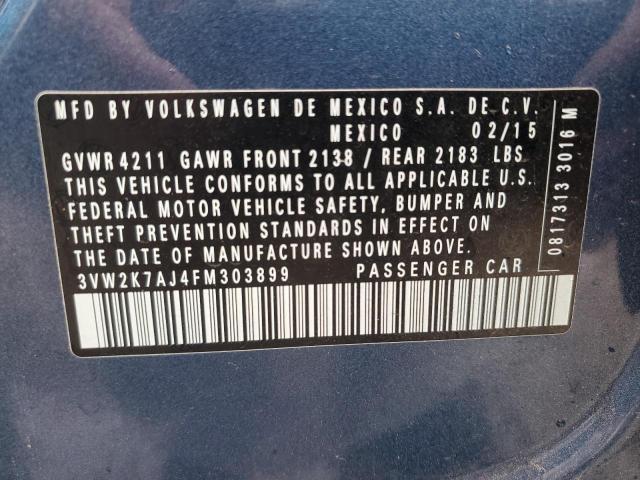 MFD BY VOLKSWAGEN DE MEXICO S.A. DE C.V.
MEXICO 02/15
GVWR 4211 GAWR FRONT 2138 / REAR 2183 LBS
THIS VEHICLE CONFORMS TO ALL APPLICABLE U.S.
FEDERAL MOTOR VEHICLE SAFETY, BUMPER AND
THEFT PREVENTION STANDARDS IN EFFECT ON
THE DATE OF MANUFACTURE SHOWN ABOVE.
3VW2K7AJ4FM303899 PASSENGER CAR
0817313 3016 M